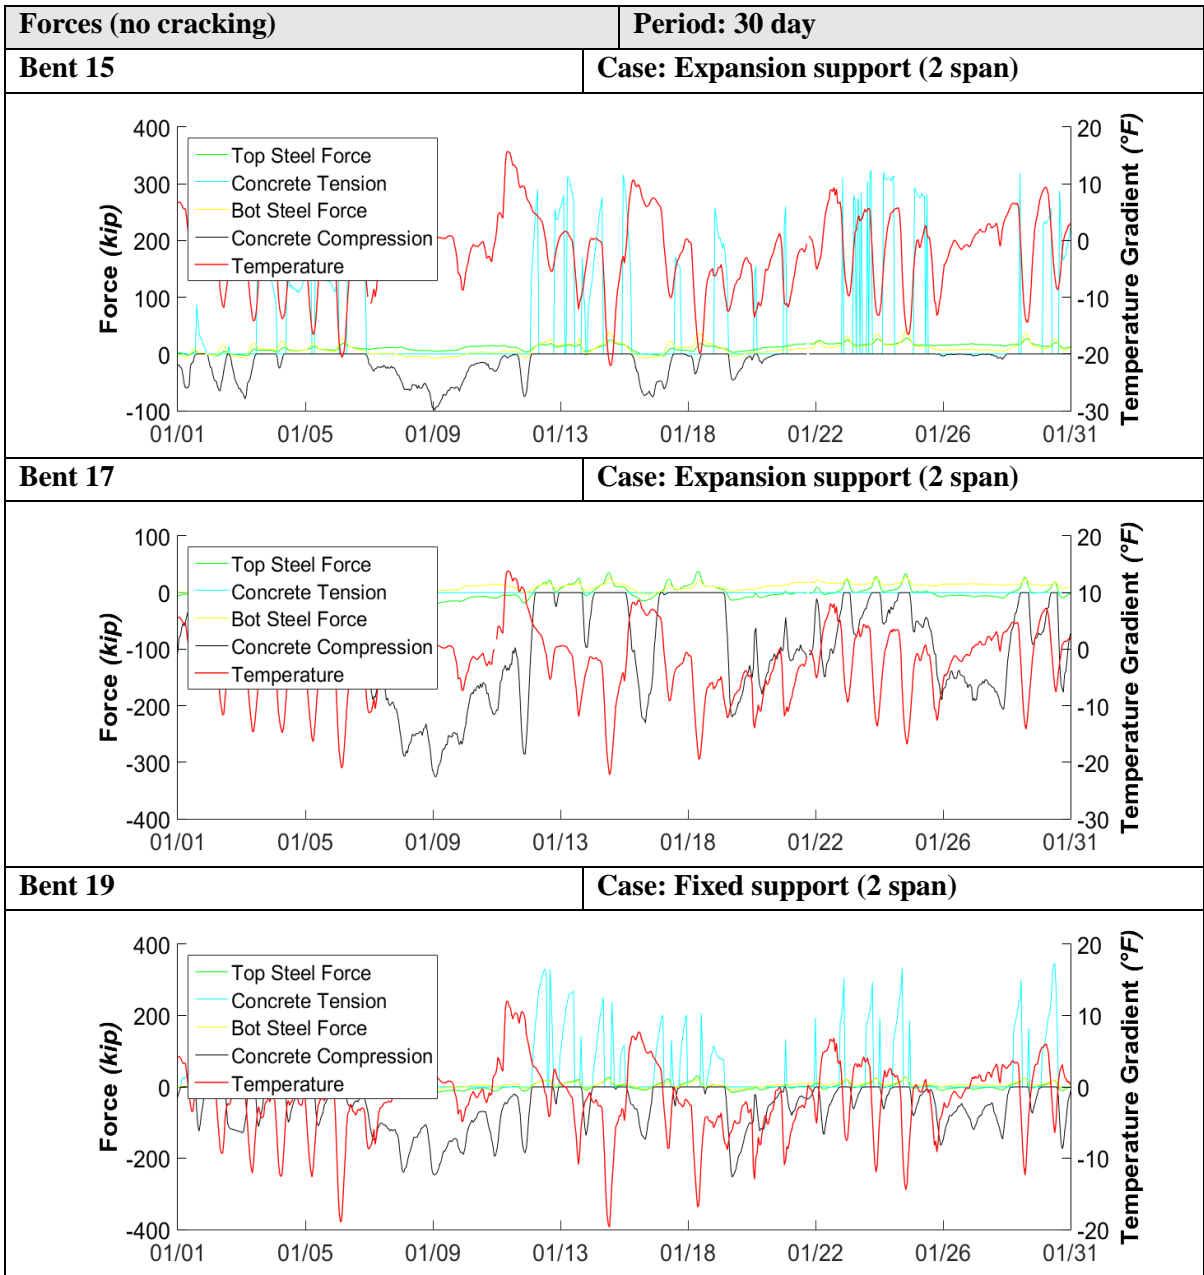 Forces (no cracking) Period: 30 day
Bent 15 Case: Expansion support (2 span)
400
300
200
100
0
-100
Force (kip)
Top Steel Force
Concrete Tension
Bot Steel Force
Concrete Compression
Temperature
20
10
0
-10
-20
-30
Temperature Gradient (°F)
01/01 01/05 01/09 01/13 01/18 01/22 01/26 01/31
Bent 17 Case: Expansion support (2 span)
100
0
-100
-200
-300
-400
Force (kip)
Top Steel Force
Concrete Tension
Bot Steel Force
Concrete Compression
Temperature
20
10
0
-10
-20
-30
Temperature Gradient (°F)
01/01 01/05 01/09 01/13 01/18 01/22 01/26 01/31
Bent 19 Case: Fixed support (2 span)
400
200
0
-200
-400
Force (kip)
Top Steel Force
Concrete Tension
Bot Steel Force
Concrete Compression
Temperature
20
10
0
-10
20
Temperature Gradient (°F)
01/01 01/05 01/09 01/13 01/18 01/22 01/26 01/31